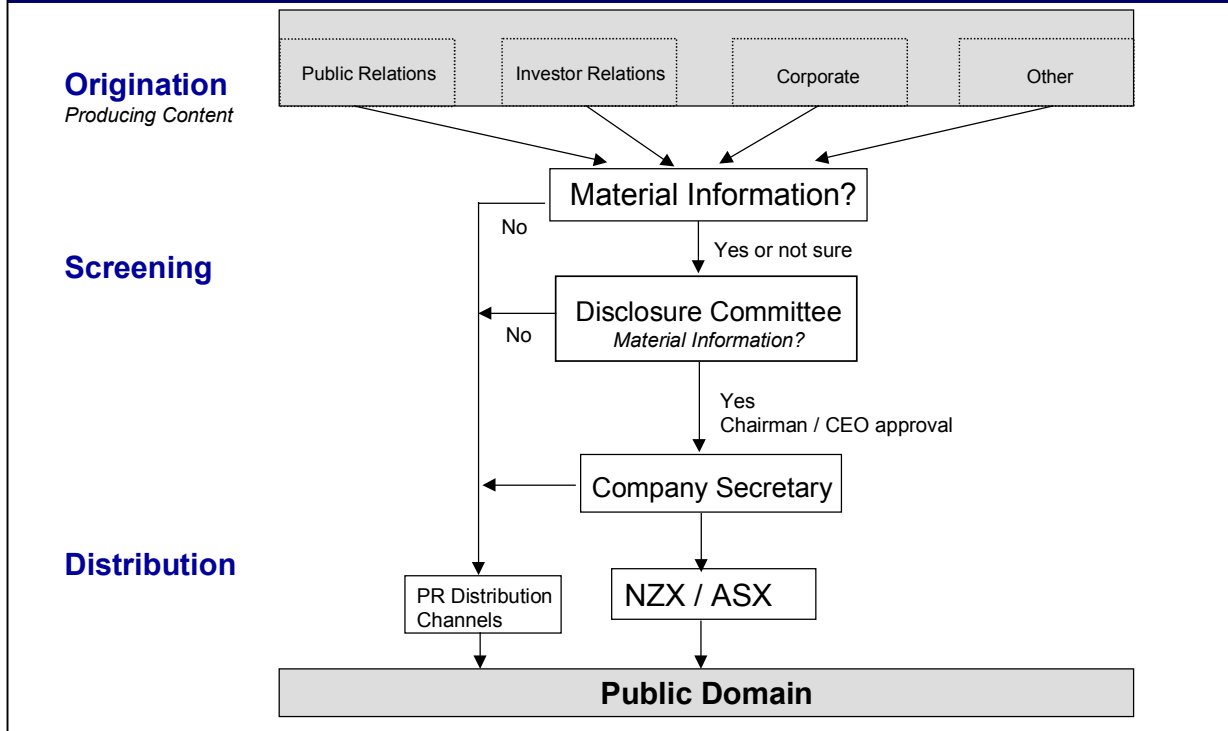 Public Relations
Investor Relations
Corporate
Other
Origination
Producing Content
Material Information?
No
Yes or not sure
Screening
Disclosure Committee
Material Information?
No
Yes
Chairman / CEO approval
Company Secretary
Distribution
PR Distribution
Channels
NZX / ASX
Public Domain